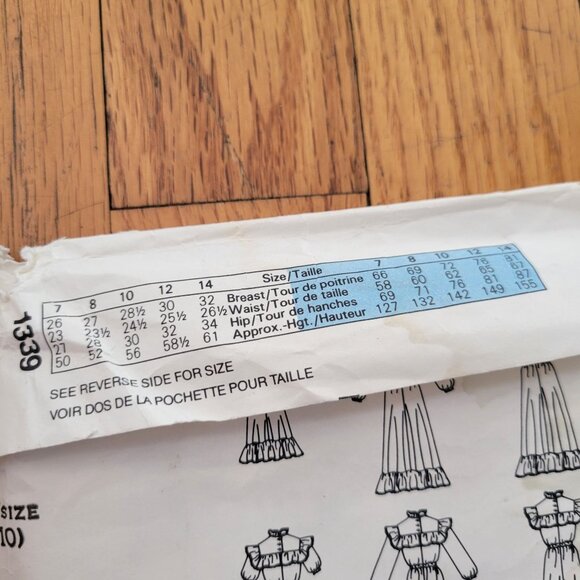 7 8 10 12 14 Size/Taille 7 8 10 12 14
26 27 28½ 30 32 Breast/Tour de poitrine 66 69 72 76 81
23 23½ 24½ 25½ 26½ Waist/Tour de taille 58 60 62 65 67
27 28 30 32 34 Hip/Tour de hanches 69 71 76 81 87
50 52 56 58½ 61 Approx.-Hgt./Hauteur 127 132 142 149 155
1339
SEE REVERSE SIDE FOR SIZE
VOIR DOS DE LA POCHETTE POUR TAILLE
SIZE
10)